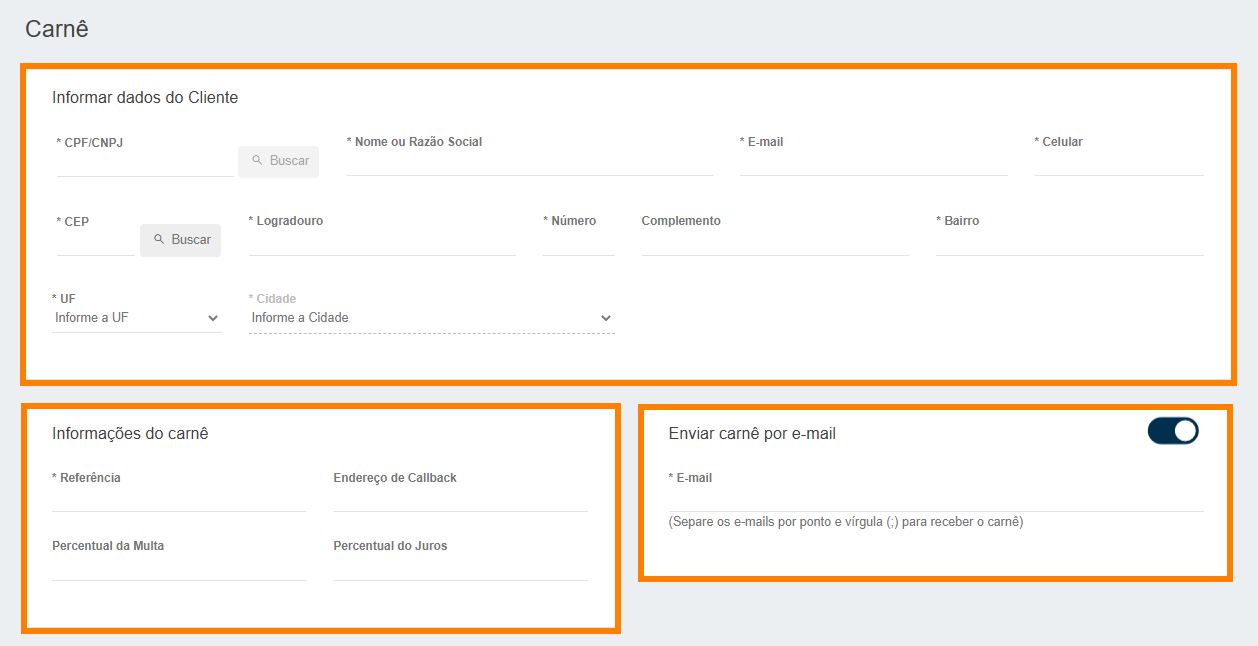 Carnê
Informar dados do Cliente
* CPF/CNPJ
Buscar
* Nome ou Razão Social
* E-mail
* Celular
* CEP
Buscar
* Logradouro
* Número
Complemento
* Bairro
* UF
Informe a UF
* Cidade
Informe a Cidade
Informações do carnê
* Referência
Endereço de Callback
Percentual da Multa
Percentual do Juros
Enviar carnê por e-mail
* E-mail
(Separe os e-mails por ponto e vírgula (;) para receber o carnê)